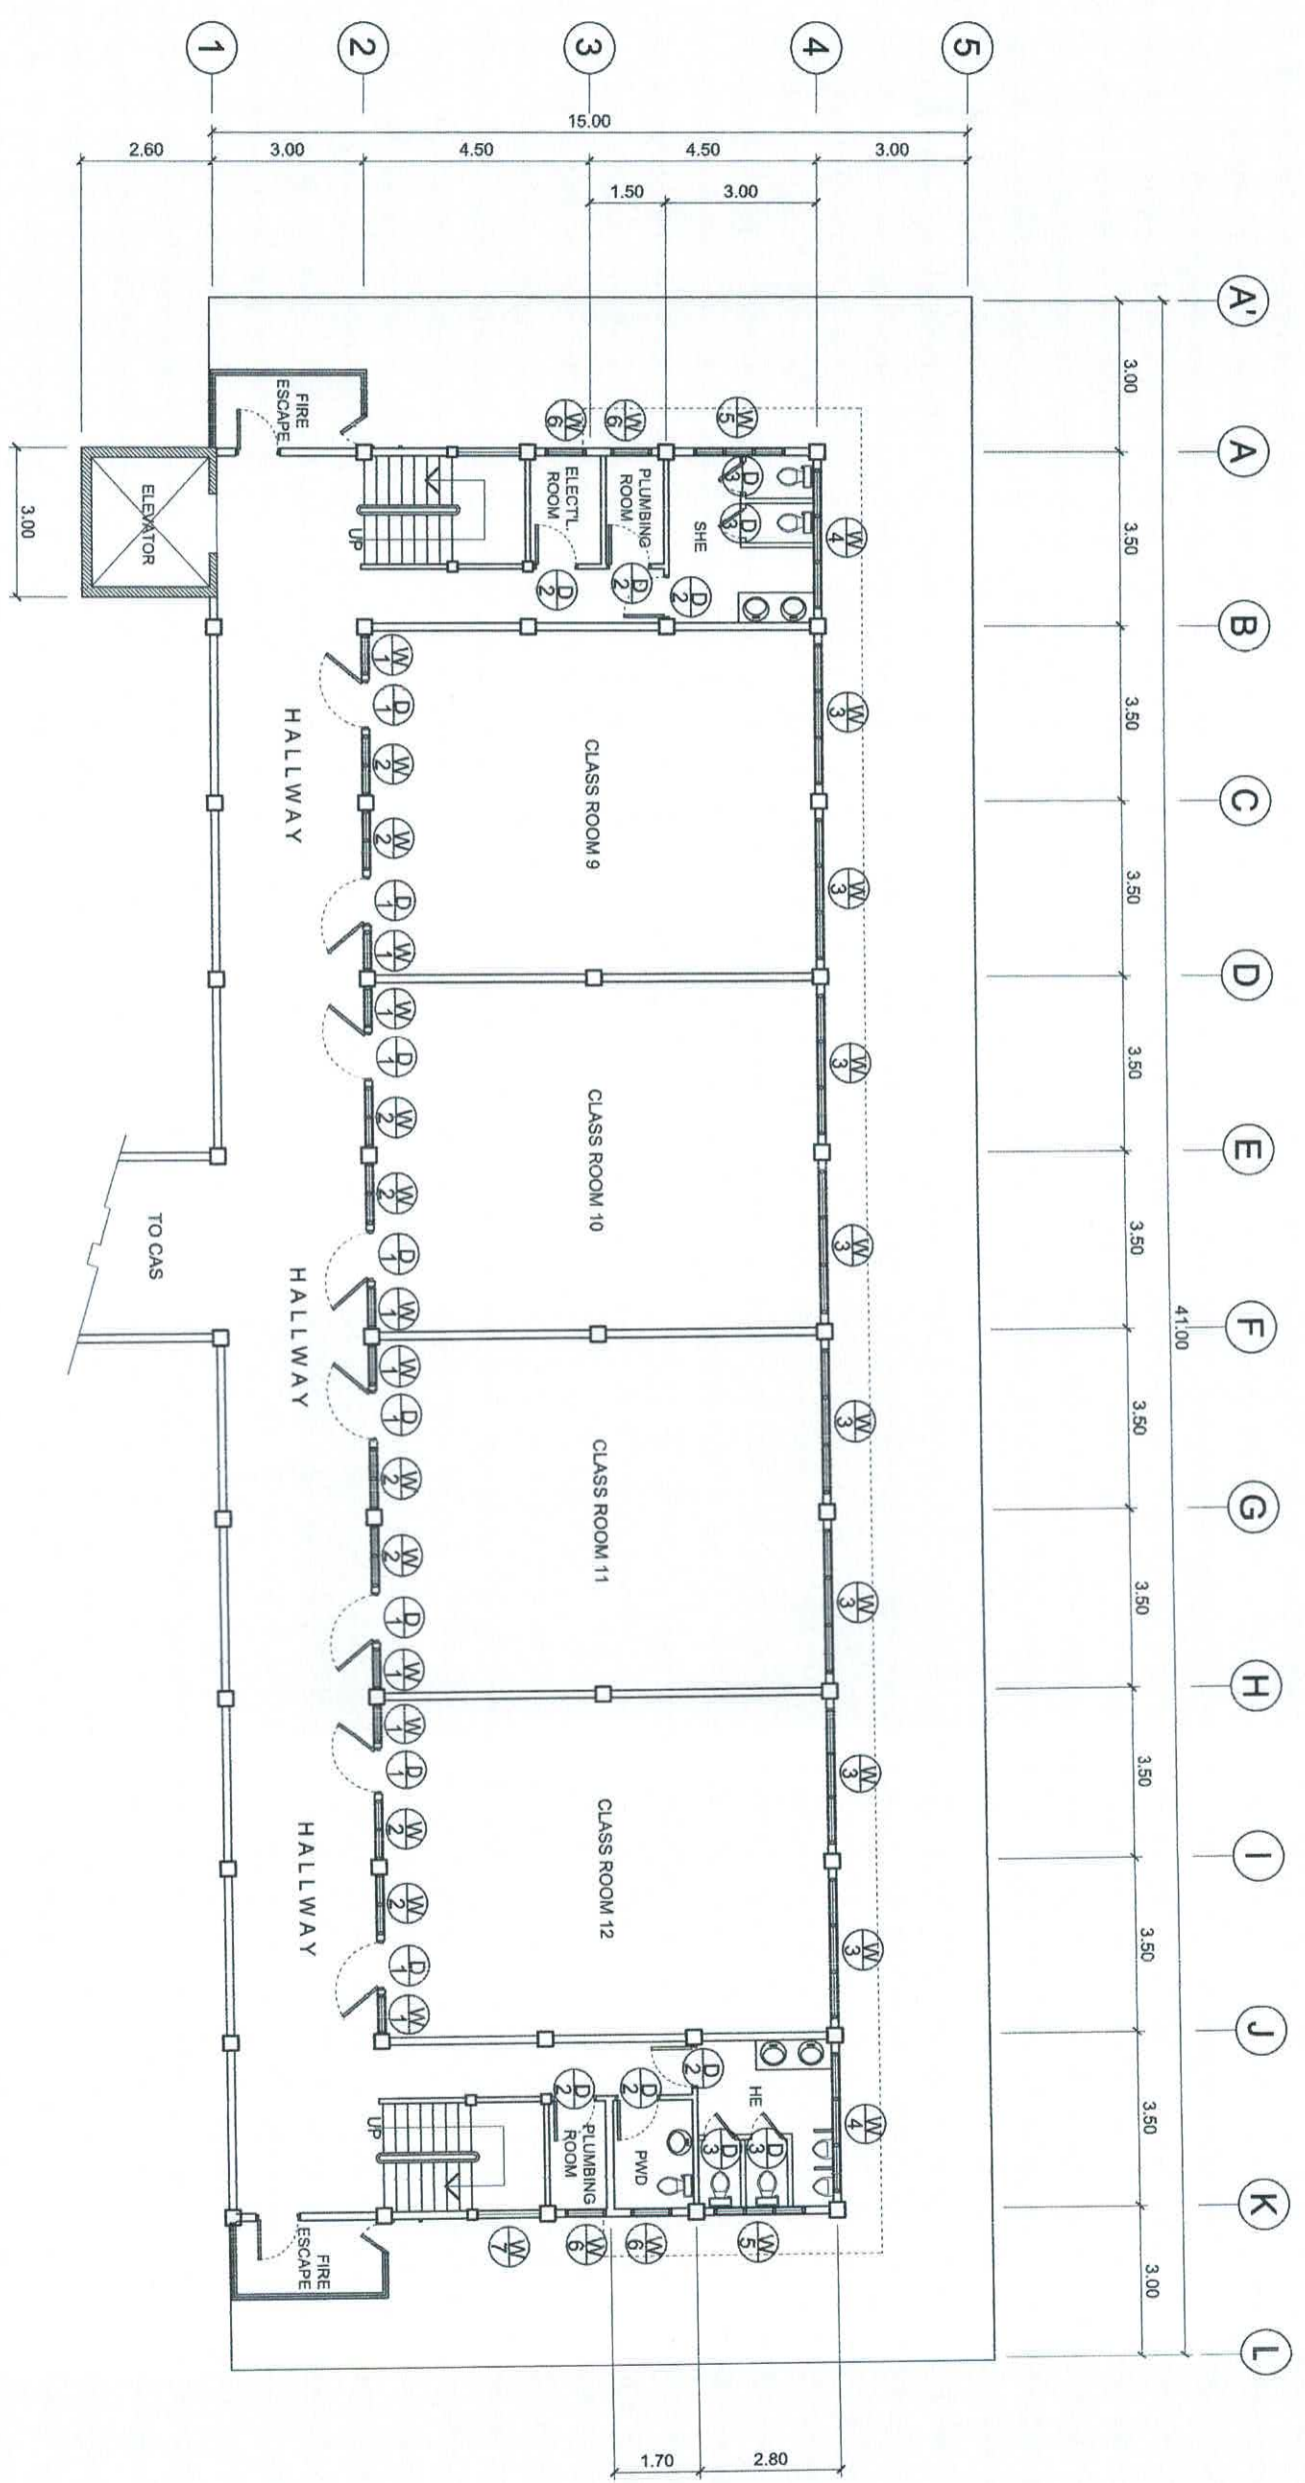 1
2
3
4
5
15.00
2.60
3.00
4.50
4.50
3.00
1.50
3.00
A'
A
B
C
D
E
F
G
H
I
J
K
L
41.00
3.00
3.50
3.50
3.50
3.50
3.50
3.50
3.50
3.50
3.50
3.50
3.00
FIRE
ESCAPE
ELEVATOR
3.00
UP
ELECT'L.
ROOM
PLUMBING
ROOM
SHE
W
6
W
6
W
5
D
3
D
3
W
4
D
2
D
2
D
2
HALLWAY
CLASS ROOM 9
W
1
D
1
W
2
W
2
D
1
W
1
W
3
W
3
CLASS ROOM 10
W
1
D
1
W
2
W
2
D
1
W
1
W
3
W
3
TO CAS
HALLWAY
CLASS ROOM 11
W
1
D
1
W
2
W
2
D
1
W
1
W
3
W
3
CLASS ROOM 12
W
1
D
1
W
2
W
2
D
1
W
1
W
3
W
3
HALLWAY
D
2
D
2
D
2
HE
D
3
D
3
W
4
UP
PLUMBING
ROOM
PWD
W
7
W
6
W
6
W
5
FIRE
ESCAPE
1.70
2.80